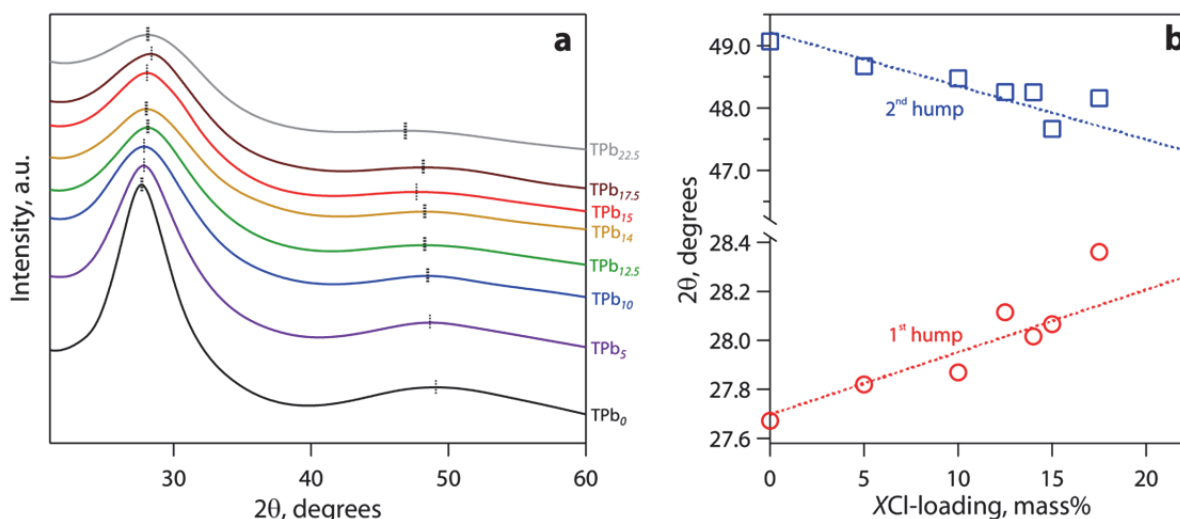 a
Intensity, a.u.
TPb22.5
TPb17.5
TPb15
TPb14
TPb12.5
TPb10
TPb5
TPb0
30
40
50
60
2θ, degrees
b
49.0
48.0
47.0
28.4
28.2
28.0
27.8
27.6
2θ, degrees
2nd hump
1st hump
0
5
10
15
20
XCl-loading, mass%